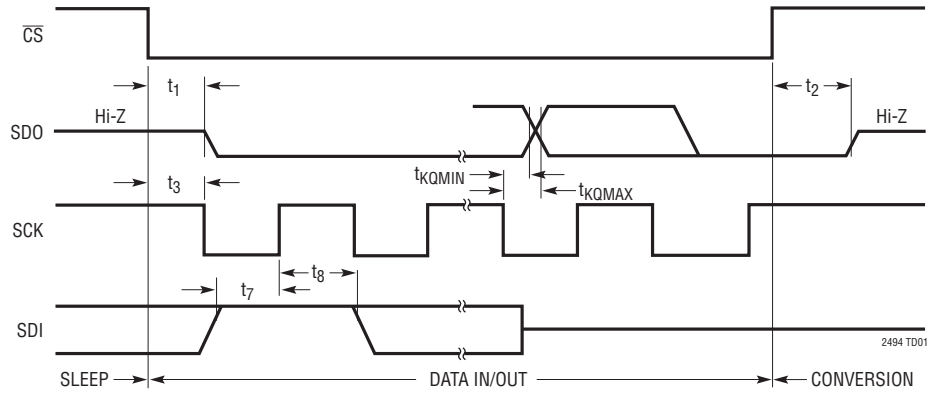 CS
t1
t2
Hi-Z
Hi-Z
SDO
tKQMIN
t3
tKQMAX
SCK
t8
t7
SDI
2494 TD01
SLEEP
DATA IN/OUT
CONVERSION